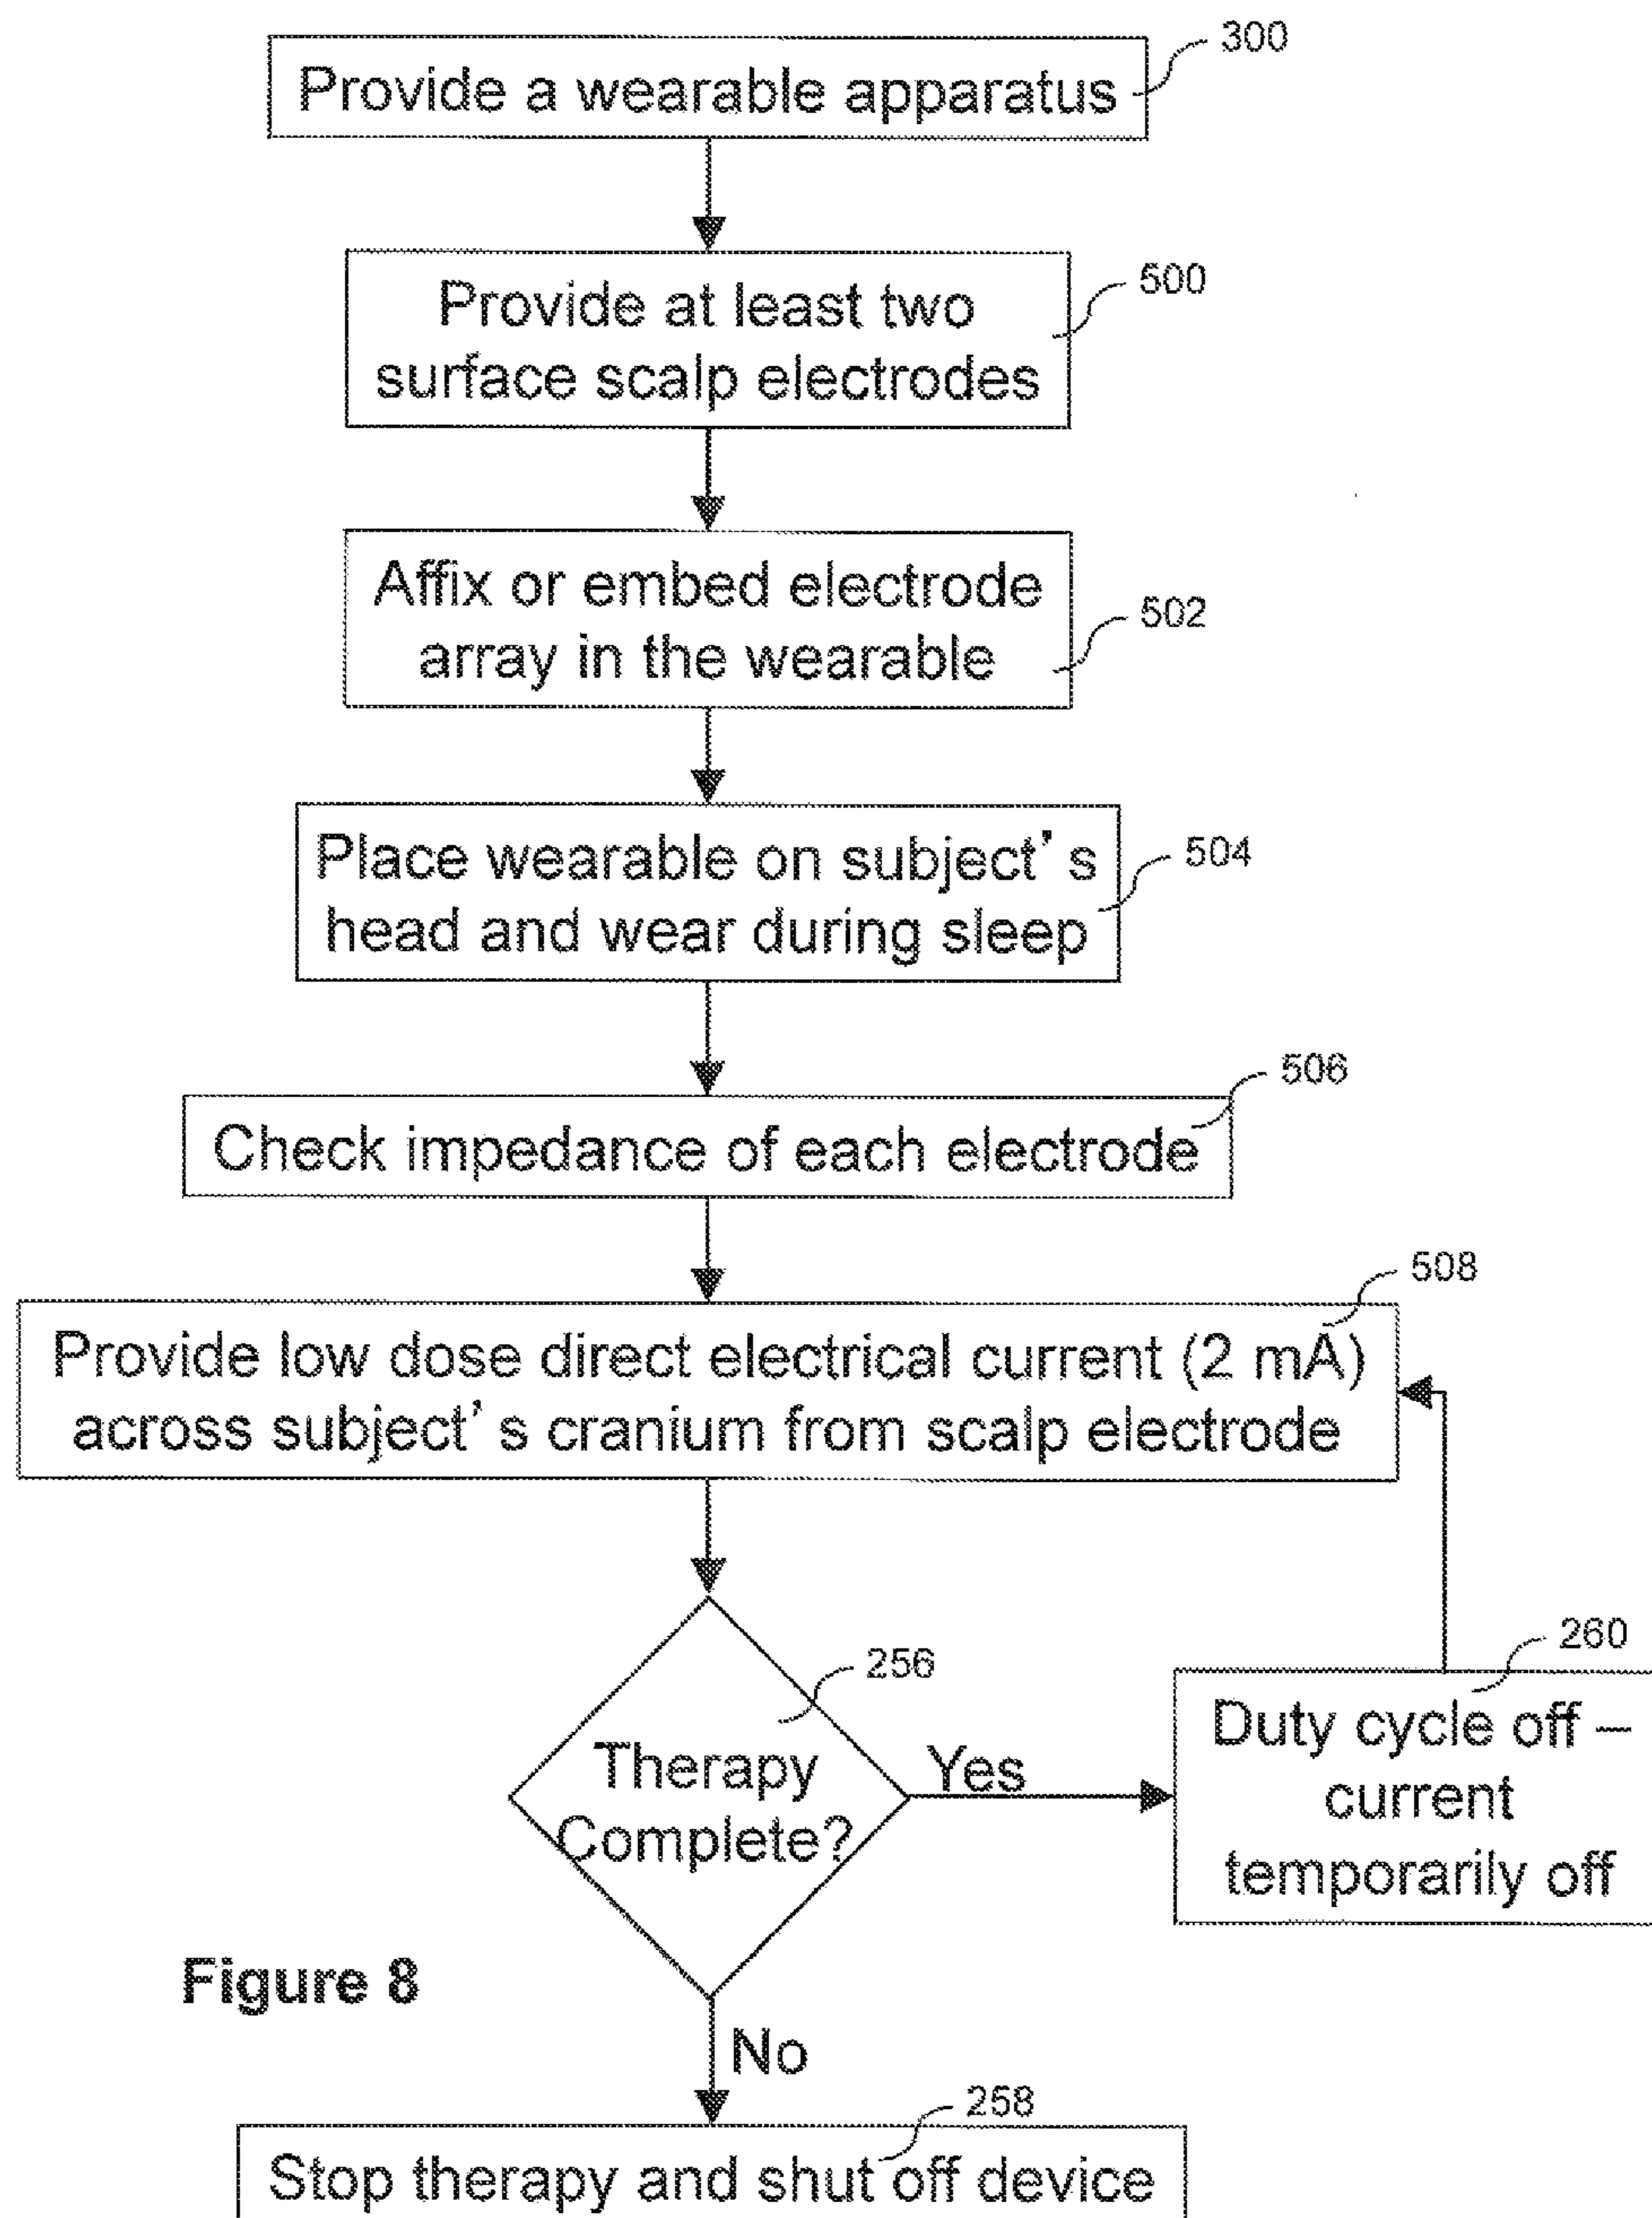 300
Provide a wearable apparatus
500
Provide at least two
surface scalp electrodes
502
Affix or embed electrode
array in the wearable
504
Place wearable on subject's
head and wear during sleep
506
Check impedance of each electrode
508
Provide low dose direct electrical current (2 mA)
across subject's cranium from scalp electrode
256
Therapy
Complete?
Yes
260
Duty cycle off –
current
temporarily off
Figure 8
No
258
Stop therapy and shut off device